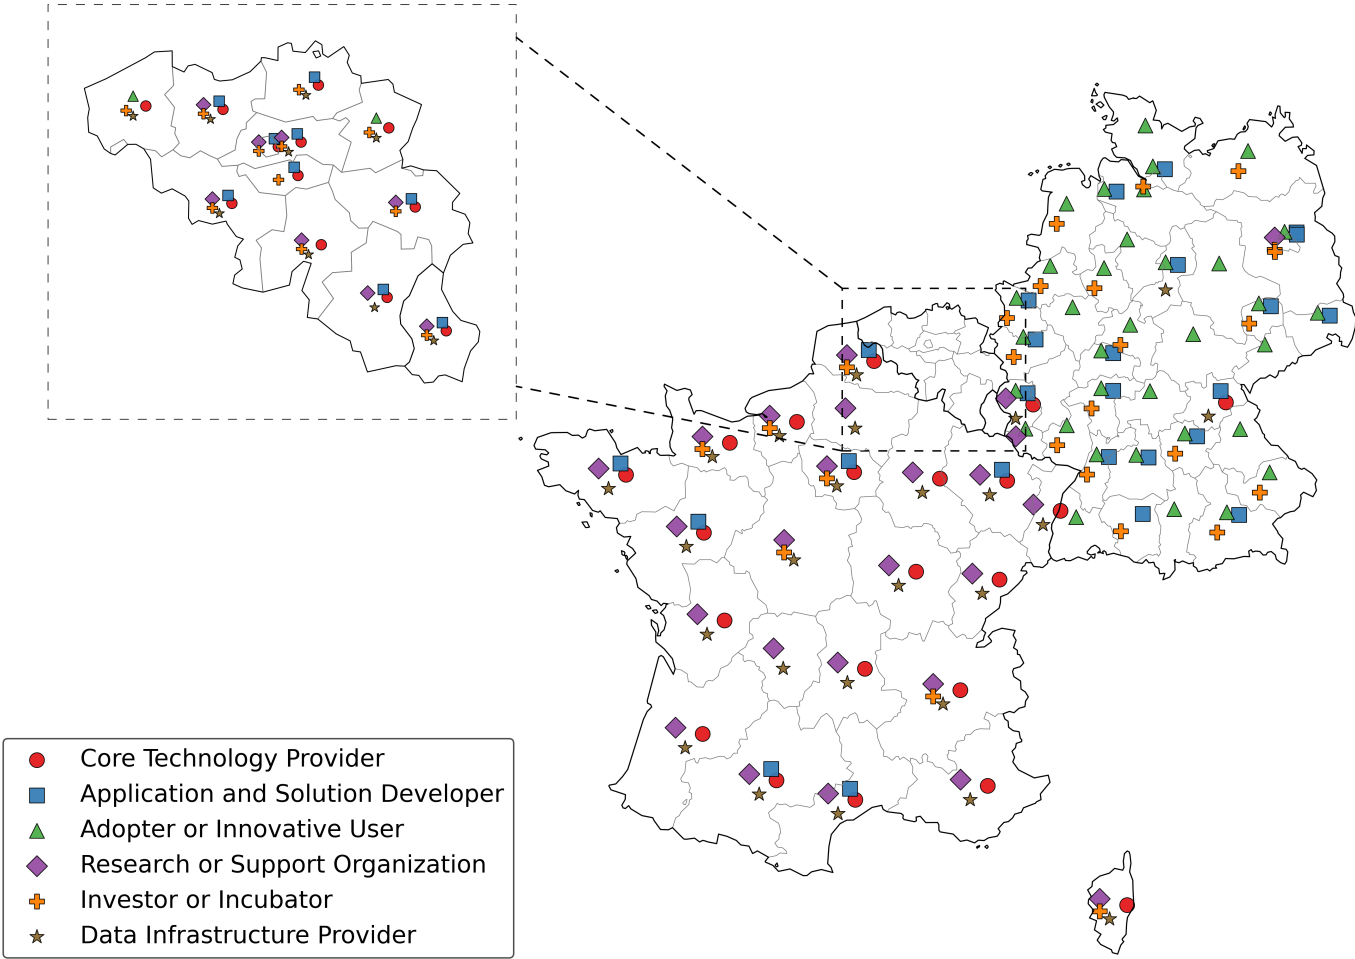 Core Technology Provider
Application and Solution Developer
Adopter or Innovative User
Research or Support Organization
Investor or Incubator
Data Infrastructure Provider